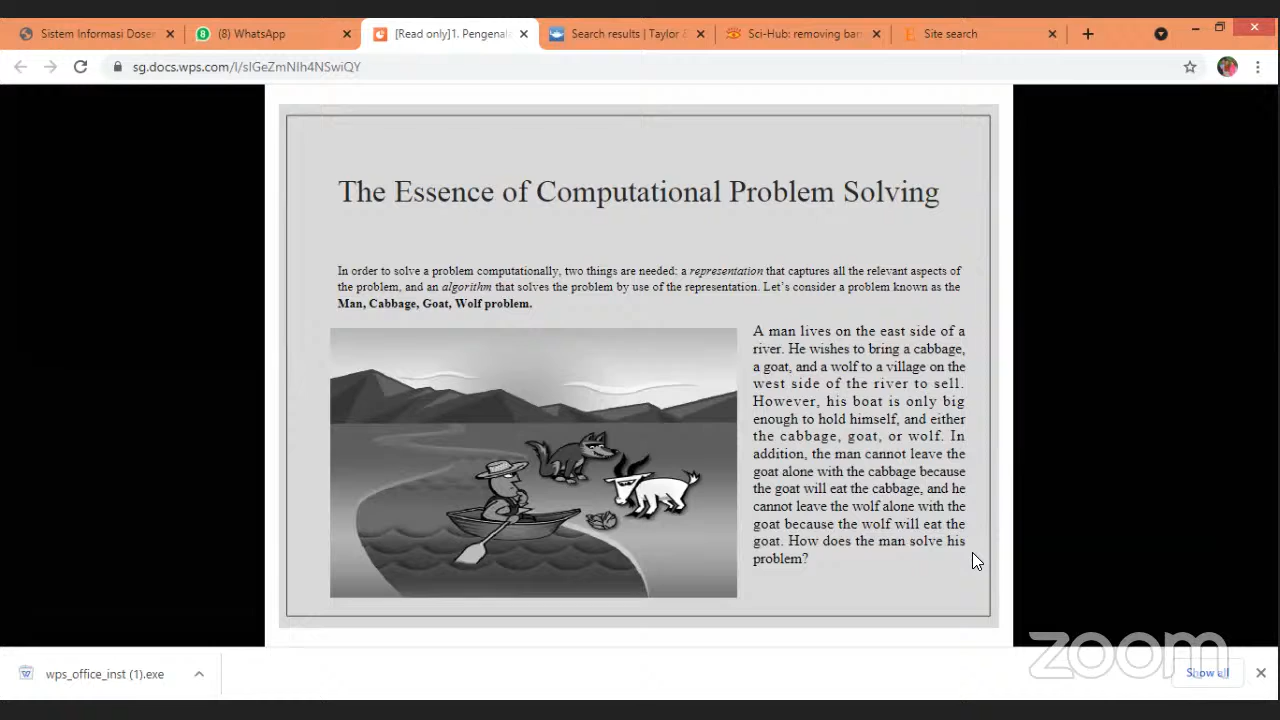 Sistem Informasi Dosen
(8) WhatsApp
[Read only]1. Pengenal
Search results | Taylor &
Sci-Hub: removing bar
Site search
sg.docs.wps.com/l/sIGeZmNIh4NSwiQY
The Essence of Computational Problem Solving
In order to solve a problem computationally, two things are needed: a representation that captures all the relevant aspects of
the problem, and an algorithm that solves the problem by use of the representation. Let's consider a problem known as the
Man, Cabbage, Goat, Wolf problem.
A man lives on the east side of a
river. He wishes to bring a cabbage,
a goat, and a wolf to a village on the
west side of the river to sell.
However, his boat is only big
enough to hold himself, and either
the cabbage, goat, or wolf. In
addition, the man cannot leave the
goat alone with the cabbage because
the goat will eat the cabbage, and he
cannot leave the wolf alone with the
goat because the wolf will eat the
goat. How does the man solve his
problem?
zoom
wps_office_inst (1).exe
Show all